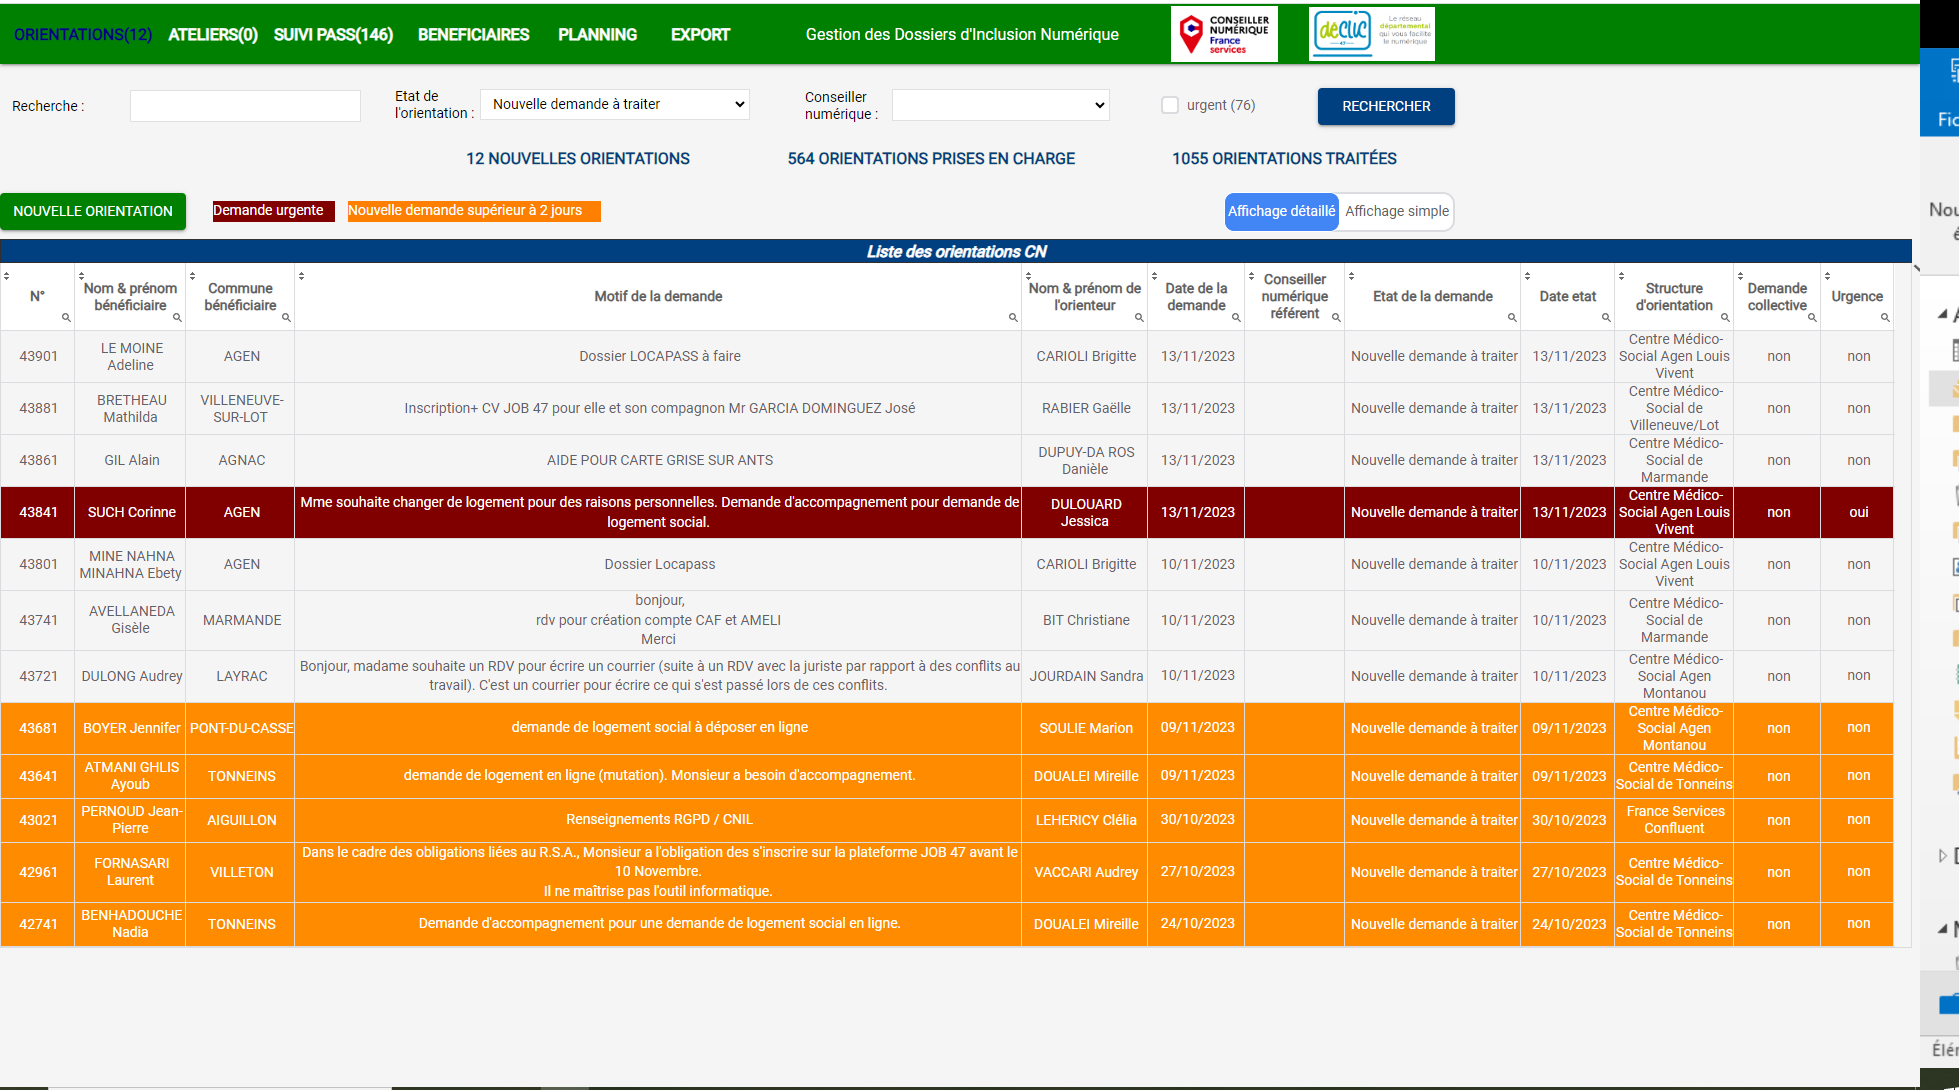 ORIENTATIONS(12) ATELIERS(0) SUIVI PASS(146) BENEFICIAIRES PLANNING EXPORT Gestion des Dossiers d'Inclusion Numérique
CONSEILLER
NUMÉRIQUE
France
services
déCLIC
47
Le réseau
départemental
qui vous facilite
le numérique
Recherche :
Etat de
l'orientation :
Nouvelle demande à traiter
Conseiller
numérique :
urgent (76)
RECHERCHER
12 NOUVELLES ORIENTATIONS 564 ORIENTATIONS PRISES EN CHARGE 1055 ORIENTATIONS TRAITÉES
NOUVELLE ORIENTATION Demande urgente Nouvelle demande supérieur à 2 jours Affichage détaillé Affichage simple
Liste des orientations CN
N°
Nom & prénom
bénéficiaire
Commune
bénéficiaire
Motif de la demande
Nom & prénom de
l'orienteur
Date de la
demande
Conseiller
numérique
référent
Etat de la demande
Date etat
Structure
d'orientation
Demande
collective
Urgence
43901
LE MOINE
Adeline
AGEN
Dossier LOCAPASS à faire
CARIOLI Brigitte
13/11/2023
Nouvelle demande à traiter
13/11/2023
Centre Médico-
Social Agen Louis
Vivent
non
non
43881
BRETHEAU
Mathilda
VILLENEUVE-
SUR-LOT
Inscription+ CV JOB 47 pour elle et son compagnon Mr GARCIA DOMINGUEZ José
RABIER Gaëlle
13/11/2023
Nouvelle demande à traiter
13/11/2023
Centre Médico-
Social de
Villeneuve/Lot
non
non
43861
GIL Alain
AGNAC
AIDE POUR CARTE GRISE SUR ANTS
DUPUY-DA ROS
Danièle
13/11/2023
Nouvelle demande à traiter
13/11/2023
Centre Médico-
Social de
Marmande
non
non
43841
SUCH Corinne
AGEN
Mme souhaite changer de logement pour des raisons personnelles. Demande d'accompagnement pour demande de
logement social.
DULOUARD
Jessica
13/11/2023
Nouvelle demande à traiter
13/11/2023
Centre Médico-
Social Agen Louis
Vivent
non
oui
43801
MINE NAHNA
MINAHNA Ebety
AGEN
Dossier Locapass
CARIOLI Brigitte
10/11/2023
Nouvelle demande à traiter
10/11/2023
Centre Médico-
Social Agen Louis
Vivent
non
non
43741
AVELLANEDA
Gisèle
MARMANDE
bonjour,
rdv pour création compte CAF et AMELI
Merci
BIT Christiane
10/11/2023
Nouvelle demande à traiter
10/11/2023
Centre Médico-
Social de
Marmande
non
non
43721
DULONG Audrey
LAYRAC
Bonjour, madame souhaite un RDV pour écrire un courrier (suite à un RDV avec la juriste par rapport à des conflits au
travail). C'est un courrier pour écrire ce qui s'est passé lors de ces conflits.
JOURDAIN Sandra
10/11/2023
Nouvelle demande à traiter
10/11/2023
Centre Médico-
Social Agen
Montanou
non
non
43681
BOYER Jennifer
PONT-DU-CASSE
demande de logement social à déposer en ligne
SOULIE Marion
09/11/2023
Nouvelle demande à traiter
09/11/2023
Centre Médico-
Social Agen
Montanou
non
non
43641
ATMANI GHLIS
Ayoub
TONNEINS
demande de logement en ligne (mutation). Monsieur a besoin d'accompagnement.
DOUALEI Mireille
09/11/2023
Nouvelle demande à traiter
09/11/2023
Centre Médico-
Social de Tonneins
non
non
43021
PERNOUD Jean-
Pierre
AIGUILLON
Renseignements RGPD / CNIL
LEHERICY Clélia
30/10/2023
Nouvelle demande à traiter
30/10/2023
France Services
Confluent
non
non
42961
FORNASARI
Laurent
VILLETON
Dans le cadre des obligations liées au R.S.A., Monsieur a l'obligation des s'inscrire sur la plateforme JOB 47 avant le
10 Novembre.
Il ne maîtrise pas l'outil informatique.
VACCARI Audrey
27/10/2023
Nouvelle demande à traiter
27/10/2023
Centre Médico-
Social de Tonneins
non
non
42741
BENHADOUCHE
Nadia
TONNEINS
Demande d'accompagnement pour une demande de logement social en ligne.
DOUALEI Mireille
24/10/2023
Nouvelle demande à traiter
24/10/2023
Centre Médico-
Social de Tonneins
non
non